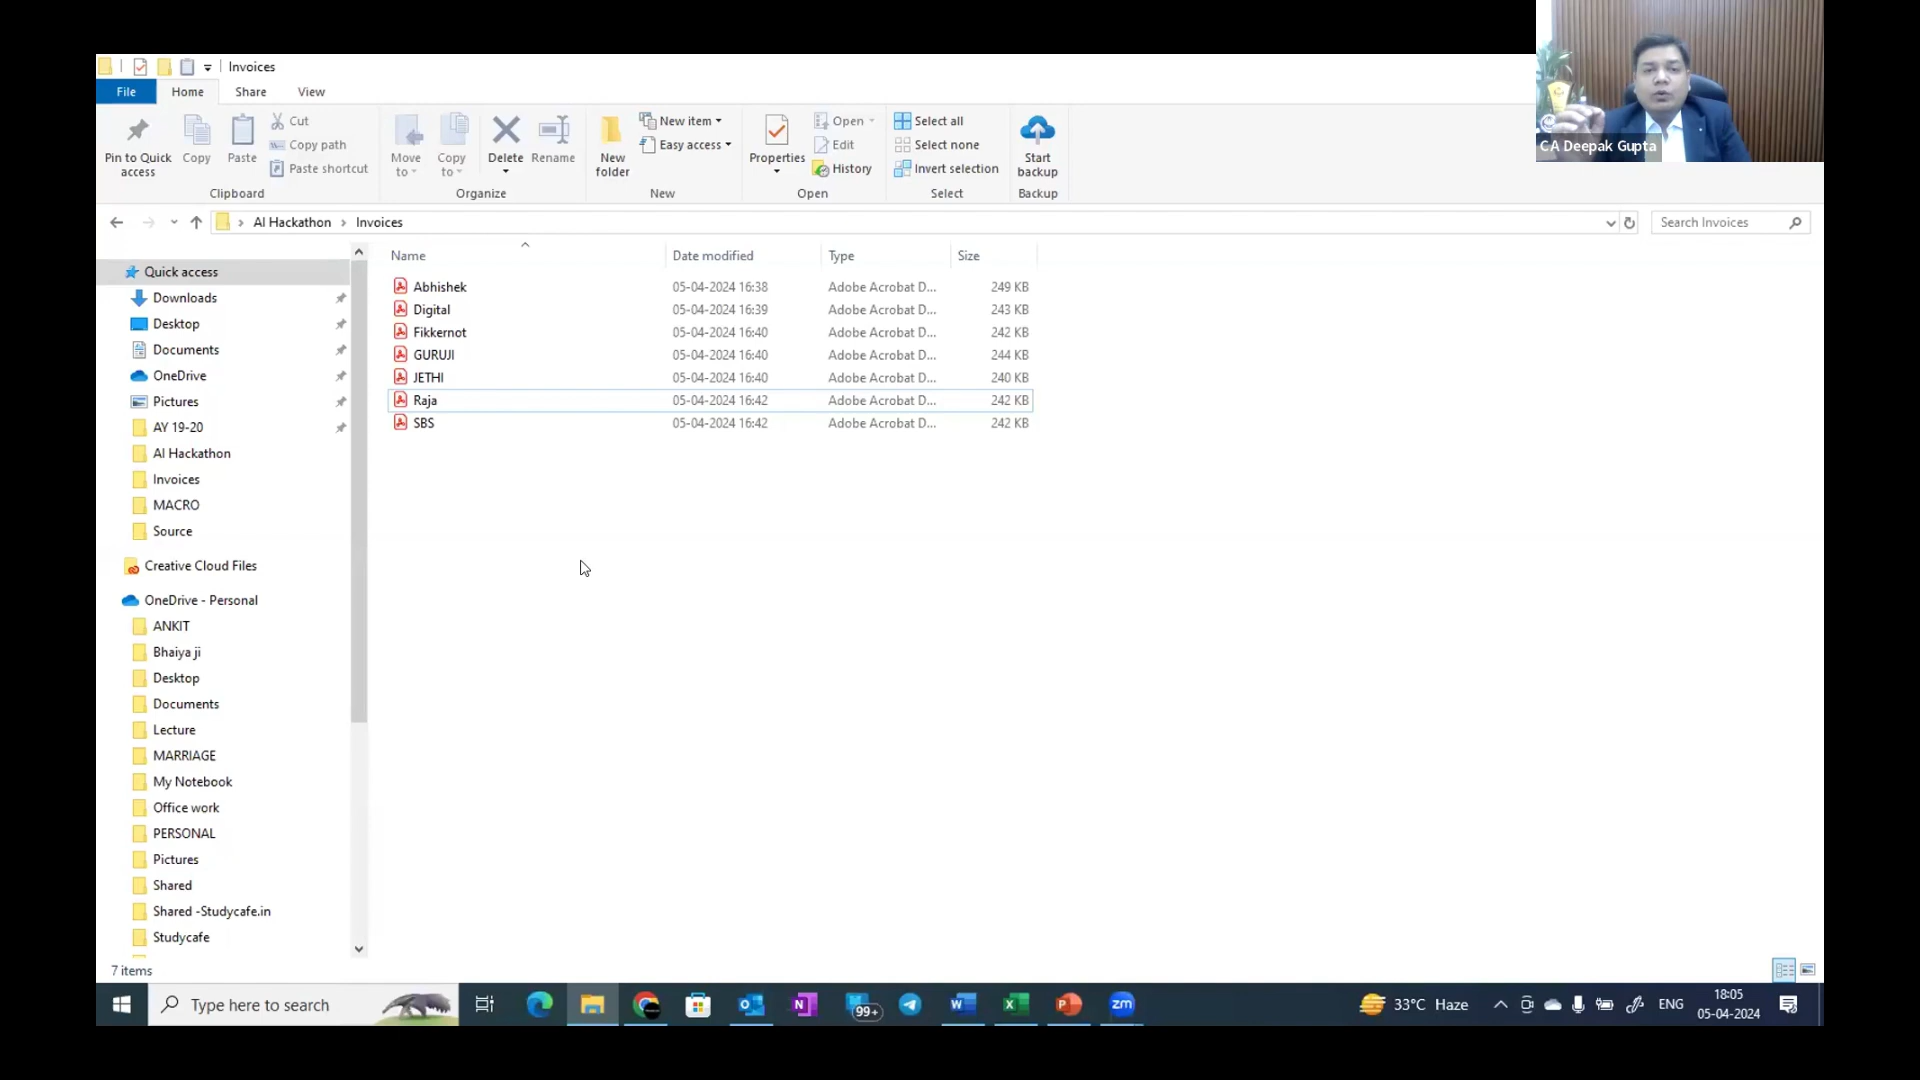 Invoices
File Home Share View
Pin to Quick access
Copy
Paste
Cut
Copy path
Paste shortcut
Clipboard
Move to
Copy to
Delete
Rename
Organize
New folder
New item
Easy access
New
Properties
Open
Edit
History
Open
Select all
Select none
Invert selection
Select
Start backup
Backup
CA Deepak Gupta
AI Hackathon > Invoices
Search Invoices
Name Date modified Type Size
Abhishek 05-04-2024 16:38 Adobe Acrobat D... 249 KB
Digital 05-04-2024 16:39 Adobe Acrobat D... 243 KB
Fikkernot 05-04-2024 16:40 Adobe Acrobat D... 242 KB
GURUJI 05-04-2024 16:40 Adobe Acrobat D... 244 KB
JETHI 05-04-2024 16:40 Adobe Acrobat D... 240 KB
Raja 05-04-2024 16:42 Adobe Acrobat D... 242 KB
SBS 05-04-2024 16:42 Adobe Acrobat D... 242 KB
Quick access
Downloads
Desktop
Documents
OneDrive
Pictures
AY 19-20
AI Hackathon
Invoices
MACRO
Source
Creative Cloud Files
OneDrive - Personal
ANKIT
Bhaiya ji
Desktop
Documents
Lecture
MARRIAGE
My Notebook
Office work
PERSONAL
Pictures
Shared
Shared -Studycafe.in
Studycafe
7 items
Type here to search
99+
zm
33°C Haze
ENG
18:05
05-04-2024